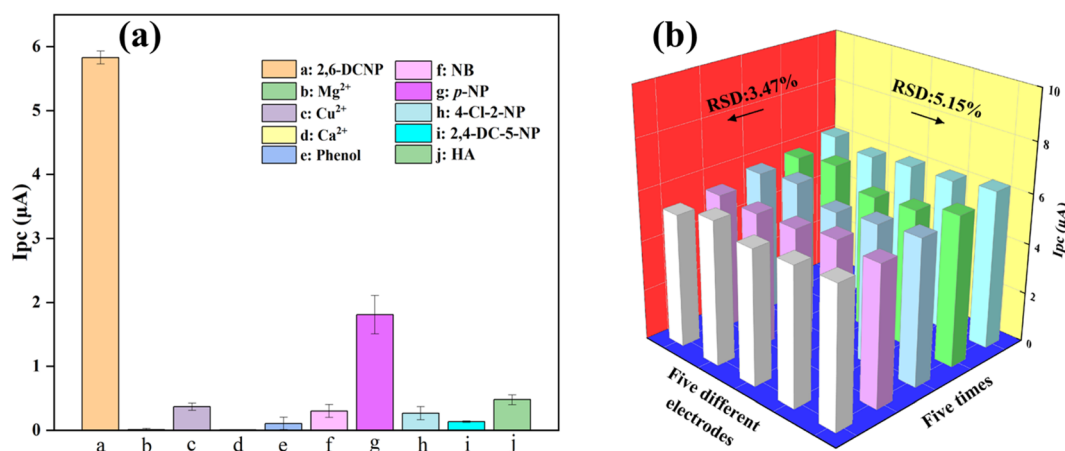 (a)
Ipc (μA)
6
5
4
3
2
1
0
a b c d e f g h i j
a: 2,6-DCNP
b: Mg²⁺
c: Cu²⁺
d: Ca²⁺
e: Phenol
f: NB
g: p-NP
h: 4-Cl-2-NP
i: 2,4-DC-5-NP
j: HA
(b)
RSD:3.47%
RSD:5.15%
10
8
6
4
2
0
Ipc (μA)
Five different
electrodes
Five times